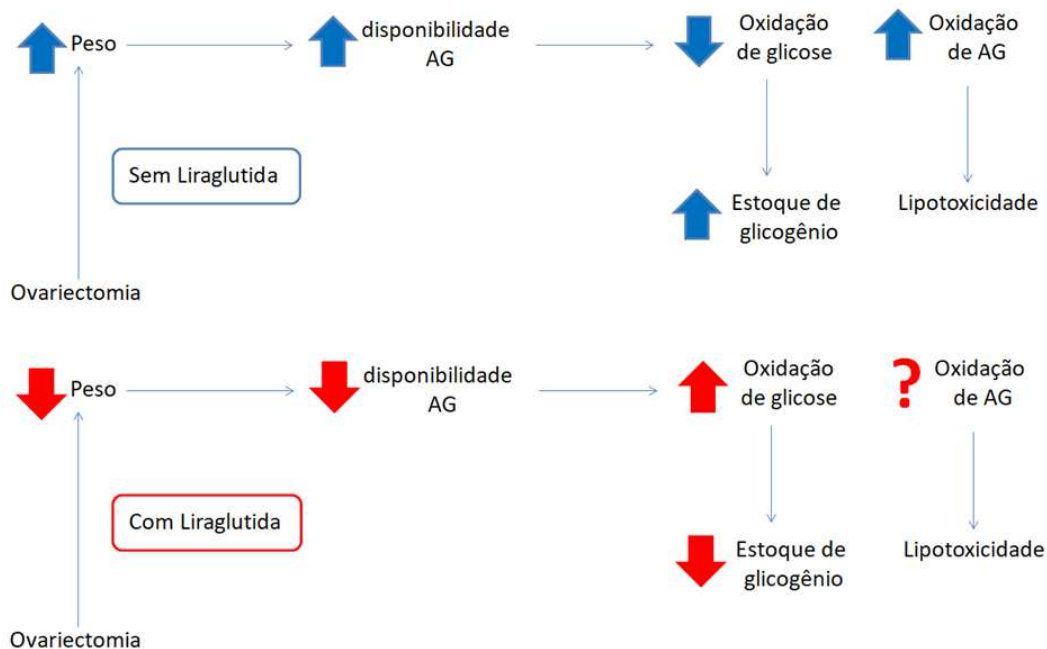 Peso
disponibilidade
AG
Oxidação
de glicose
Oxidação
de AG
Sem Liraglutida
Estoque de
glicogênio
Lipotoxicidade
Ovariectomia
Peso
disponibilidade
AG
Oxidação
de glicose
?
Oxidação
de AG
Com Liraglutida
Estoque de
glicogênio
Lipotoxicidade
Ovariectomia